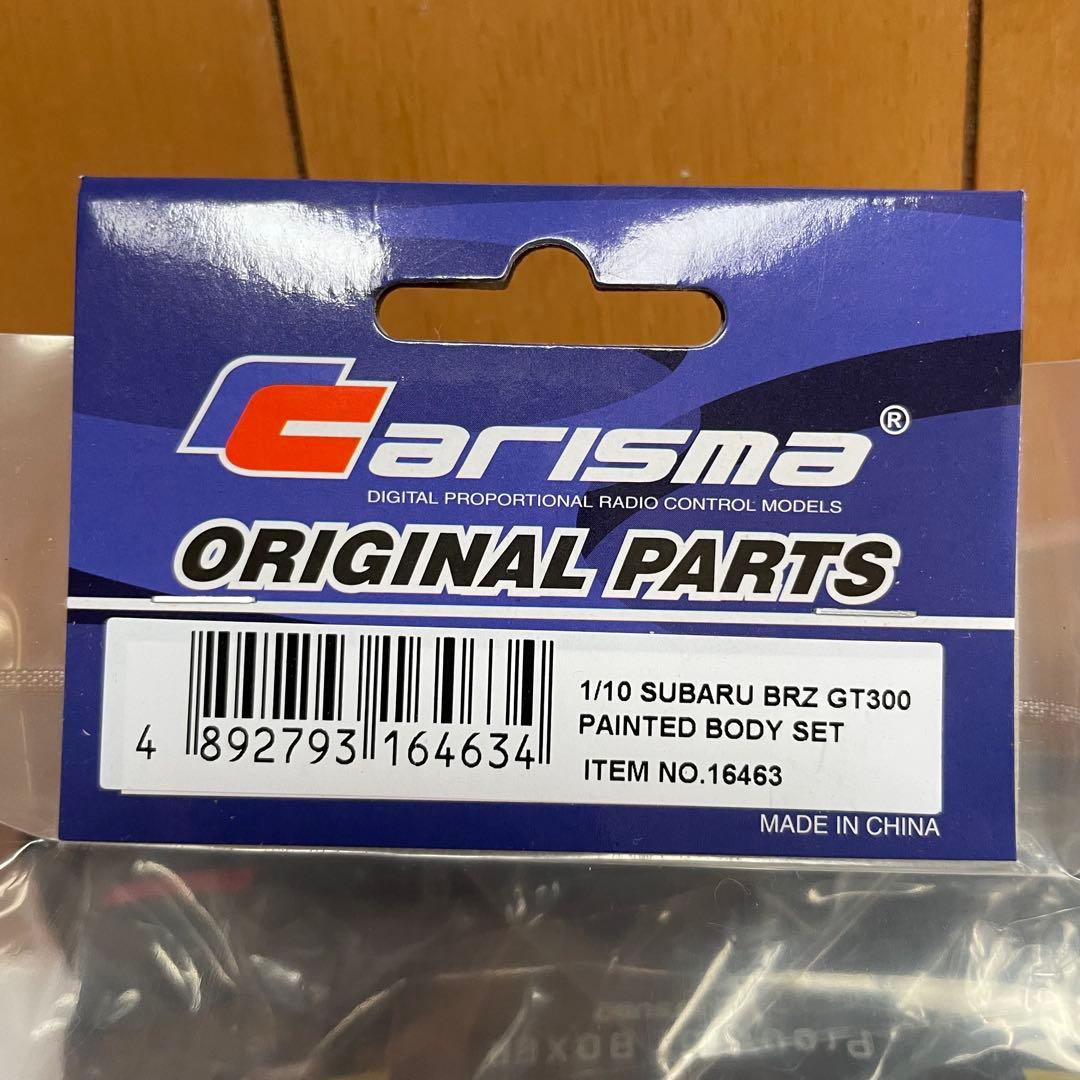 Carisma®
DIGITAL PROPORTIONAL RADIO CONTROL MODELS
ORIGINAL PARTS
4 892793 164634
1/10 SUBARU BRZ GT300
PAINTED BODY SET
ITEM NO.16463
MADE IN CHINA
BOXER